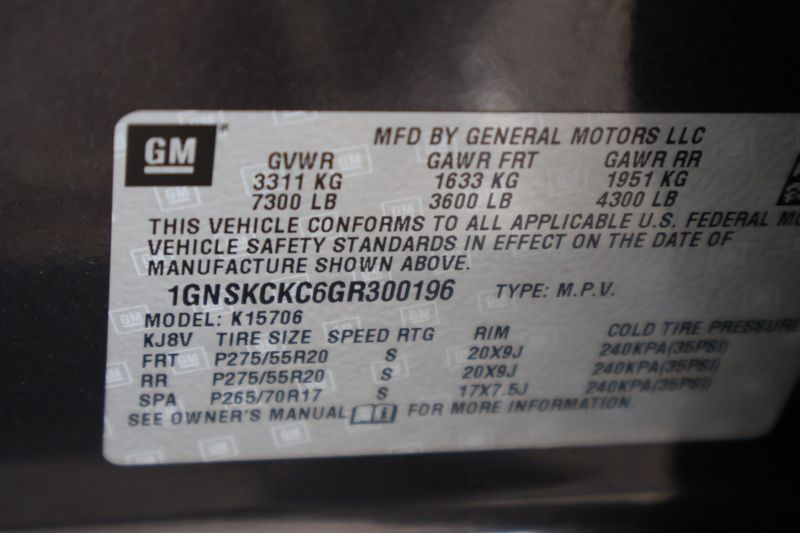 GM
MFD BY GENERAL MOTORS LLC
GVWR GAWR FRT GAWR RR
3311 KG 1633 KG 1951 KG
7300 LB 3600 LB 4300 LB
THIS VEHICLE CONFORMS TO ALL APPLICABLE U.S. FEDERAL
VEHICLE SAFETY STANDARDS IN EFFECT ON THE DATE OF
MANUFACTURE SHOWN ABOVE.
1GNSKCKC6GR300196 TYPE: M.P.V.
MODEL: K15706
KJ8V TIRE SIZE SPEED RTG RIM COLD TIRE PRESSURE
FRT P275/55R20 S 20X9J 240KPA(35PSI)
RR P275/55R20 S 20X9J 240KPA(35PSI)
SPA P265/70R17 S 17X7.5J 240KPA(35PSI)
SEE OWNER'S MANUAL FOR MORE INFORMATION.